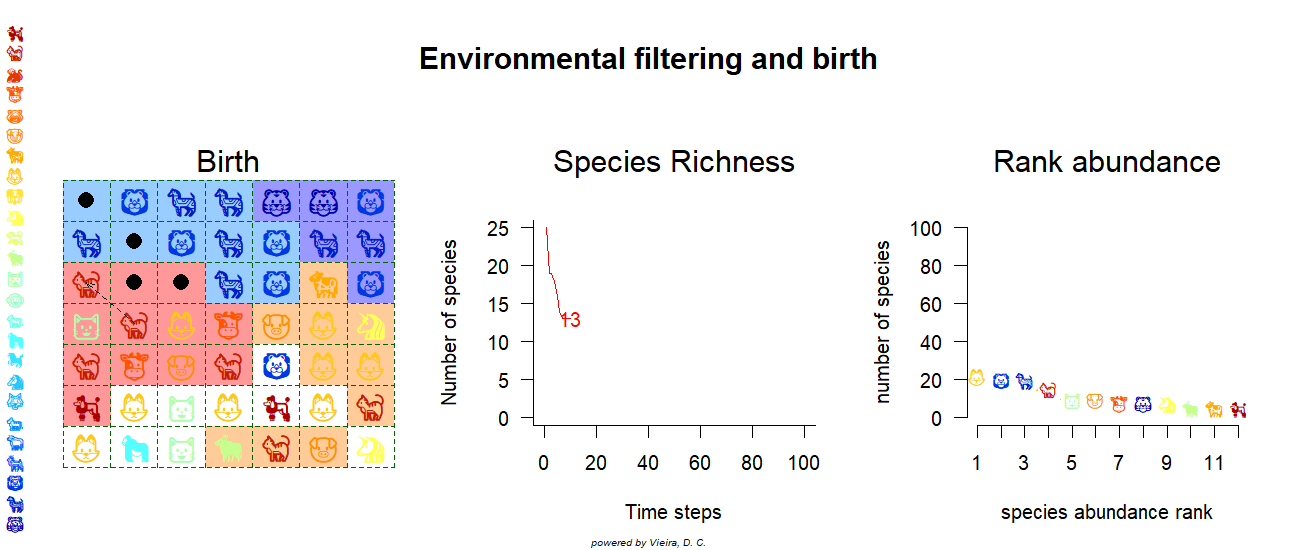 Environmental filtering and birth
Birth
Species Richness
Rank abundance
Number of species
25
20
15
10
5
0
13
0 20 40 60 80 100
Time steps
number of species
100
80
60
40
20
0
1 3 5 7 9 11
species abundance rank
powered by Vieira, D. C.